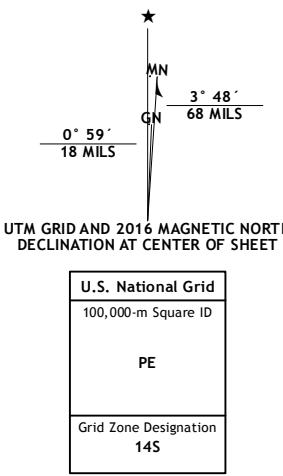 ★
MN
3° 48´
68 MILS
GN
0° 59´
18 MILS
UTM GRID AND 2016 MAGNETIC NORT
DECLINATION AT CENTER OF SHEET
U.S. National Grid
100,000-m Square ID
PE
Grid Zone Designation
14S